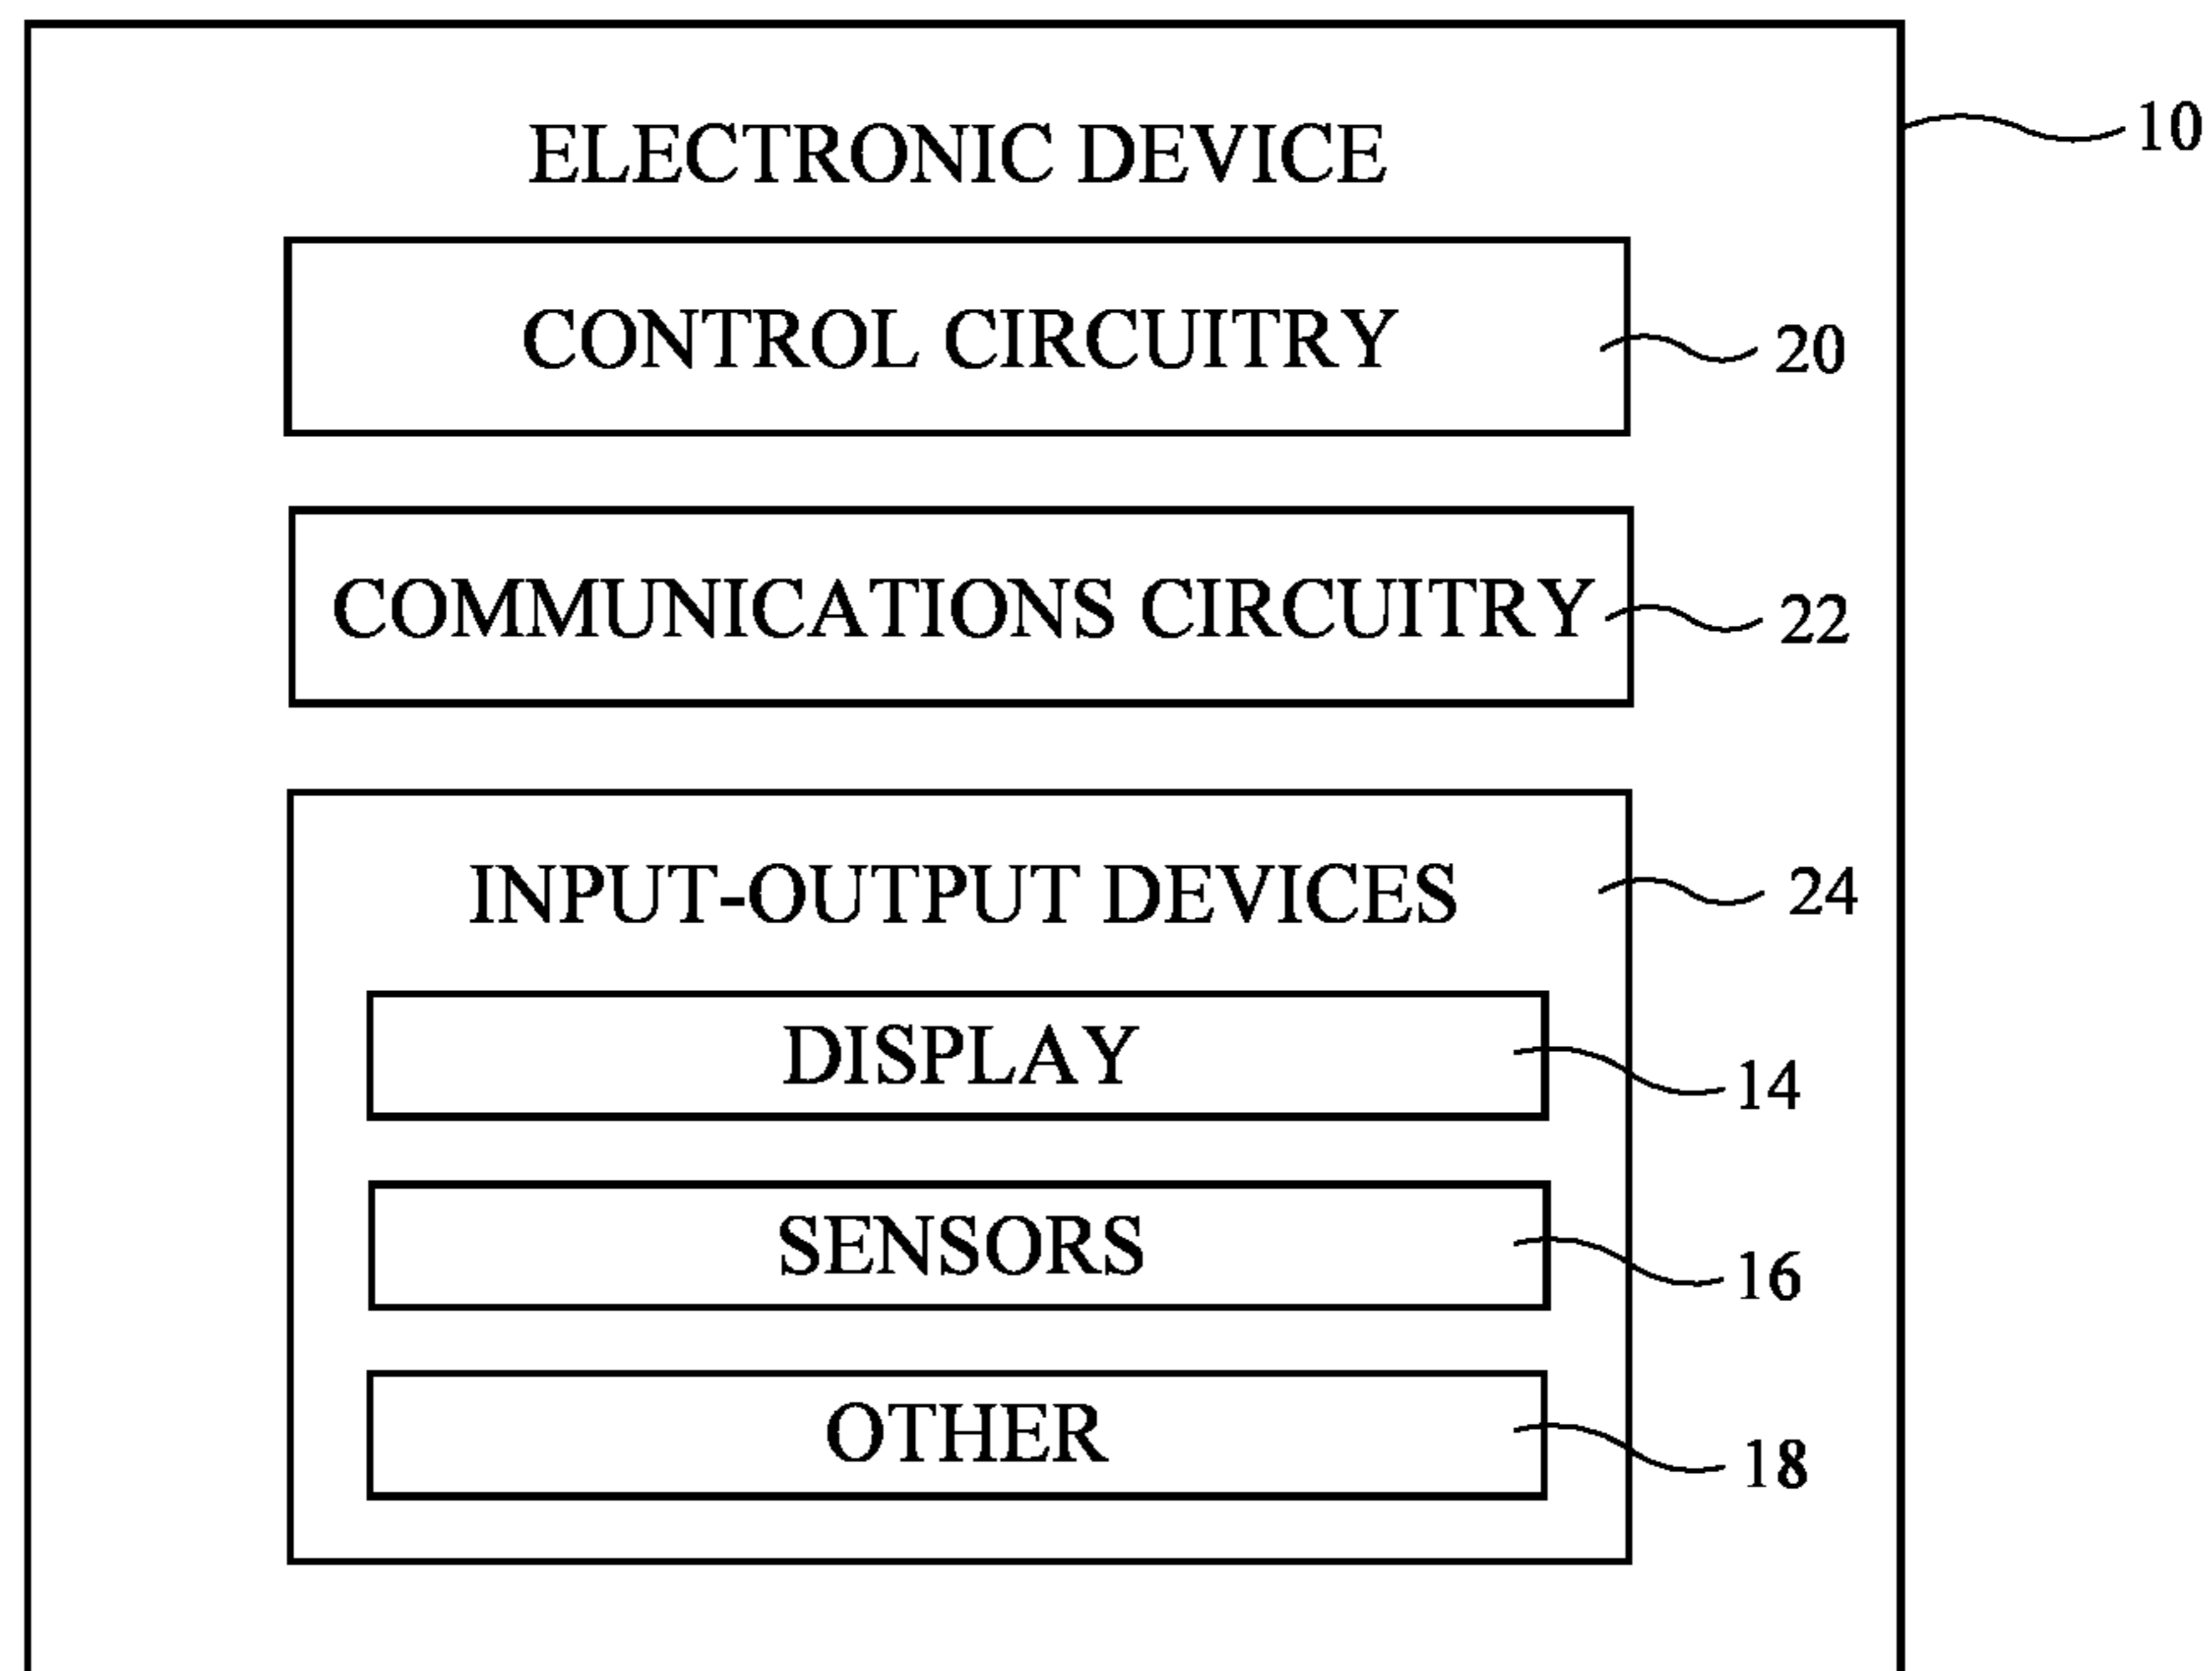 ELECTRONIC DEVICE
10
CONTROL CIRCUITRY
20
COMMUNICATIONS CIRCUITRY
22
INPUT-OUTPUT DEVICES
24
DISPLAY
14
SENSORS
16
OTHER
18